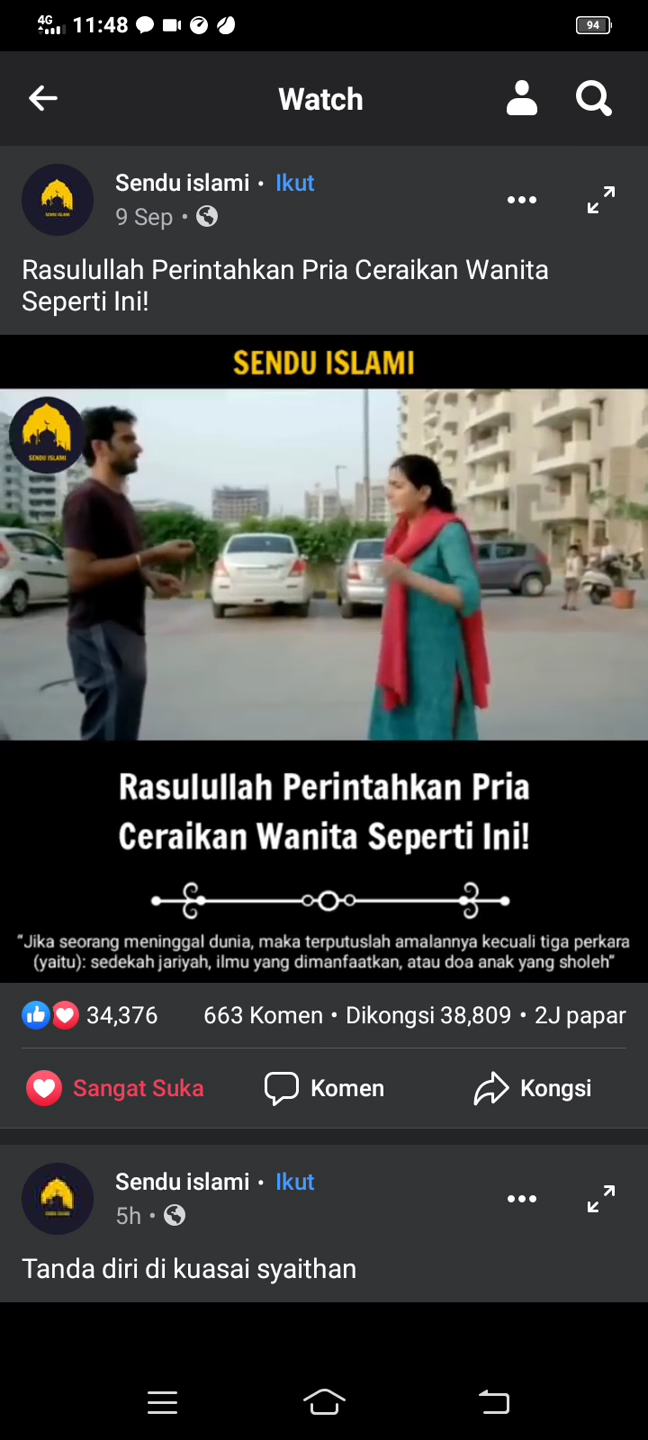 4G 11:48 94
Watch
Sendu islami • Ikut
9 Sep •
Rasulullah Perintahkan Pria Ceraikan Wanita
Seperti Ini!
SENDU ISLAMI
SENDU ISLAMI
Rasulullah Perintahkan Pria
Ceraikan Wanita Seperti Ini!
“Jika seorang meninggal dunia, maka terputuslah amalannya kecuali tiga perkara
(yaitu): sedekah jariyah, ilmu yang dimanfaatkan, atau doa anak yang sholeh”
34,376 663 Komen • Dikongsi 38,809 • 2J papar
Sangat Suka Komen Kongsi
Sendu islami • Ikut
5h •
Tanda diri di kuasai syaithan